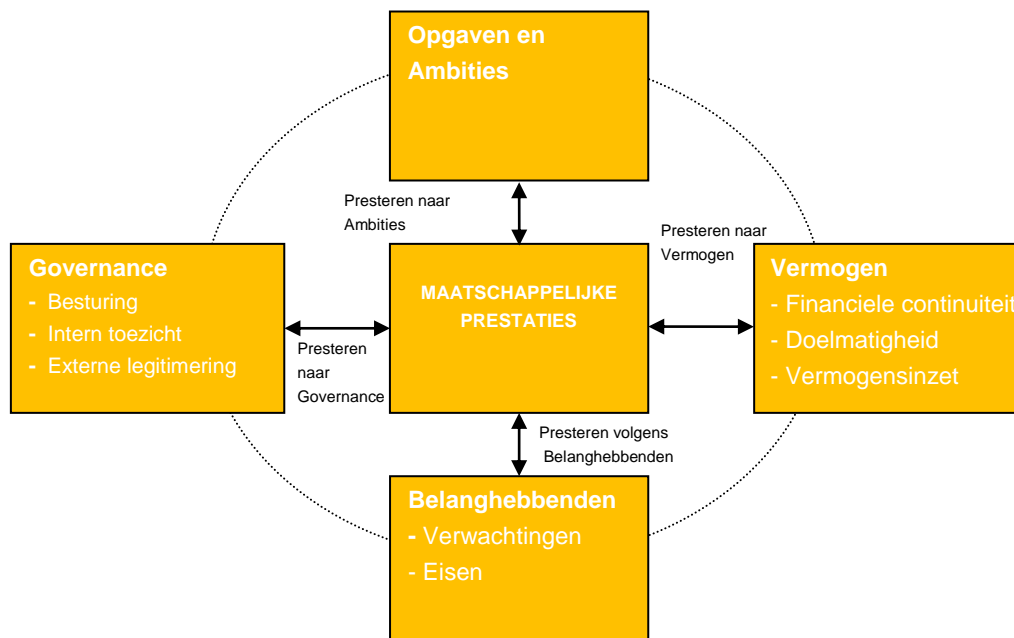 Opgaven en
Ambities
Presteren naar
Ambities
Presteren naar
Vermogen
Governance
- Besturing
- Intern toezicht
- Externe legitimering
Presteren
naar
Governance
MAATSCHAPPELIJKE
PRESTATIES
Vermogen
- Financiele continuiteit
- Doelmatigheid
- Vermogensinzet
Presteren volgens
Belanghebbenden
Belanghebbenden
- Verwachtingen
- Eisen